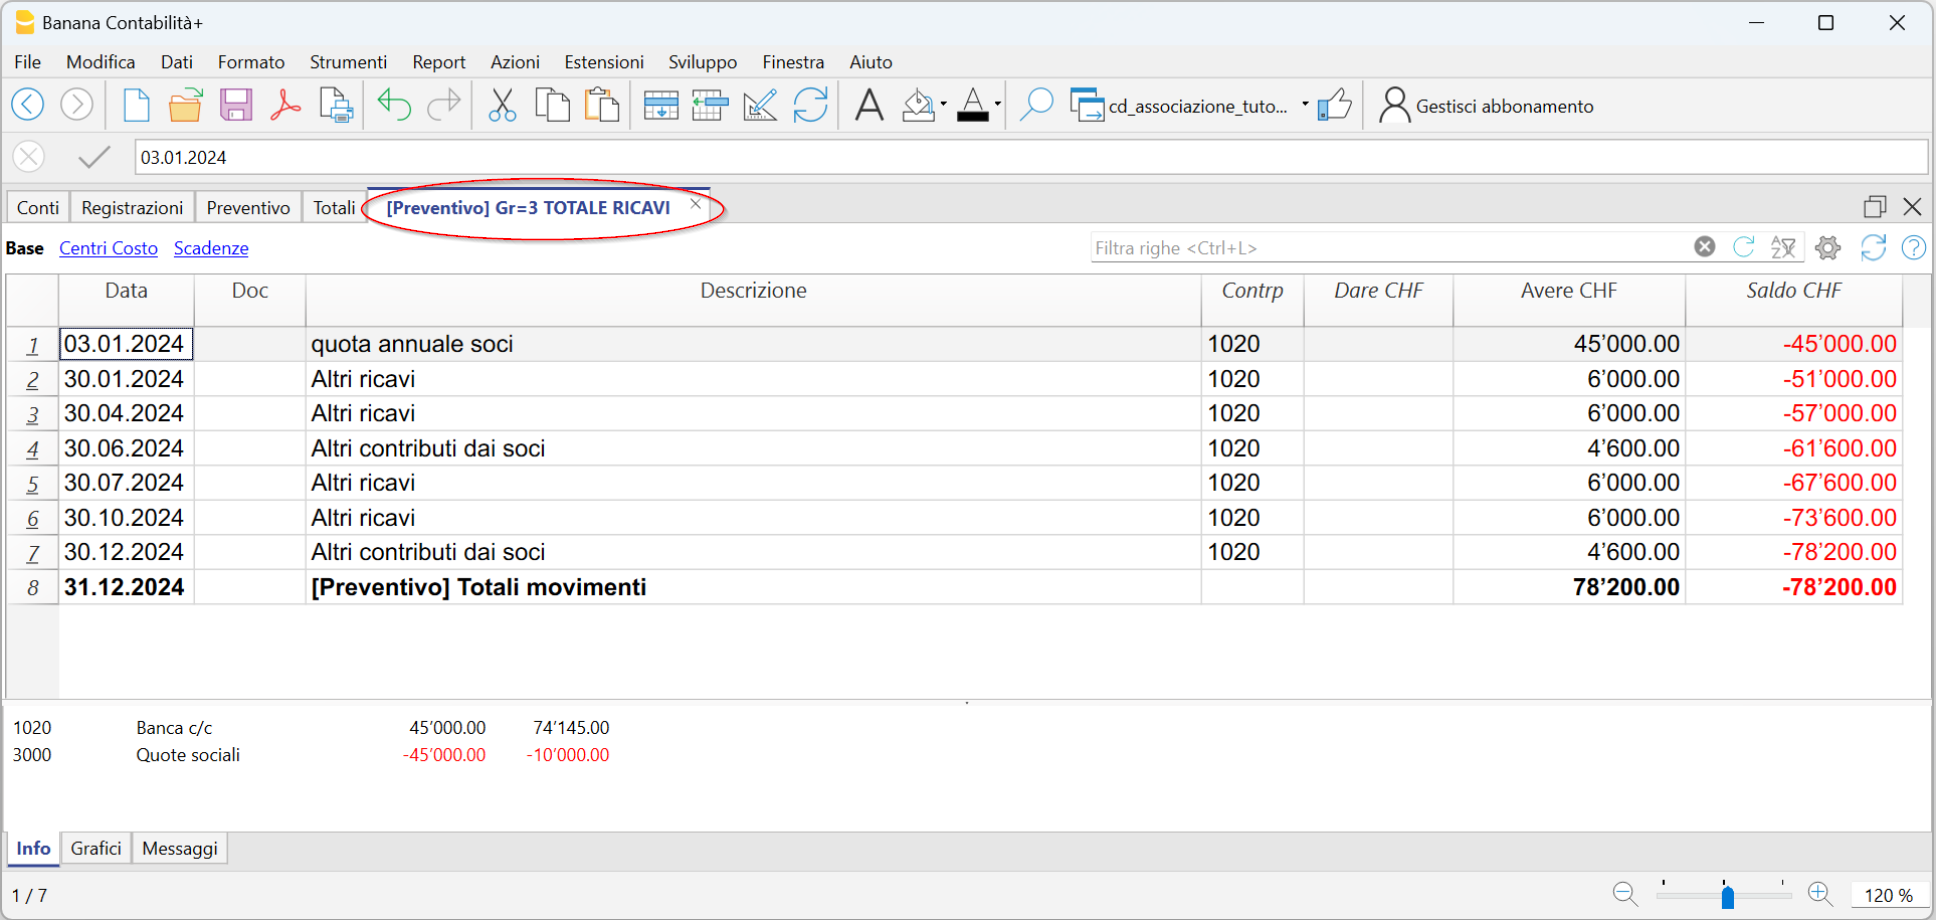 Banana Contabilità+
File Modifica Dati Formato Strumenti Report Azioni Estensioni Sviluppo Finestra Aiuto
cd_associazione_tuto... Gestisci abbonamento
03.01.2024
Conti Registrazioni Preventivo Totali [Preventivo] Gr=3 TOTALE RICAVI
Base Centri Costo Scadenze Filtra righe <Ctrl+L>
Data Doc Descrizione Contrp Dare CHF Avere CHF Saldo CHF
1 03.01.2024 quota annuale soci 1020 45’000.00 -45’000.00
2 30.01.2024 Altri ricavi 1020 6’000.00 -51’000.00
3 30.04.2024 Altri ricavi 1020 6’000.00 -57’000.00
4 30.06.2024 Altri contributi dai soci 1020 4’600.00 -61’600.00
5 30.07.2024 Altri ricavi 1020 6’000.00 -67’600.00
6 30.10.2024 Altri ricavi 1020 6’000.00 -73’600.00
7 30.12.2024 Altri contributi dai soci 1020 4’600.00 -78’200.00
8 31.12.2024 [Preventivo] Totali movimenti 78’200.00 -78’200.00
1020 Banca c/c 45’000.00 74’145.00
3000 Quote sociali -45’000.00 -10’000.00
Info Grafici Messaggi
1 / 7 120 %